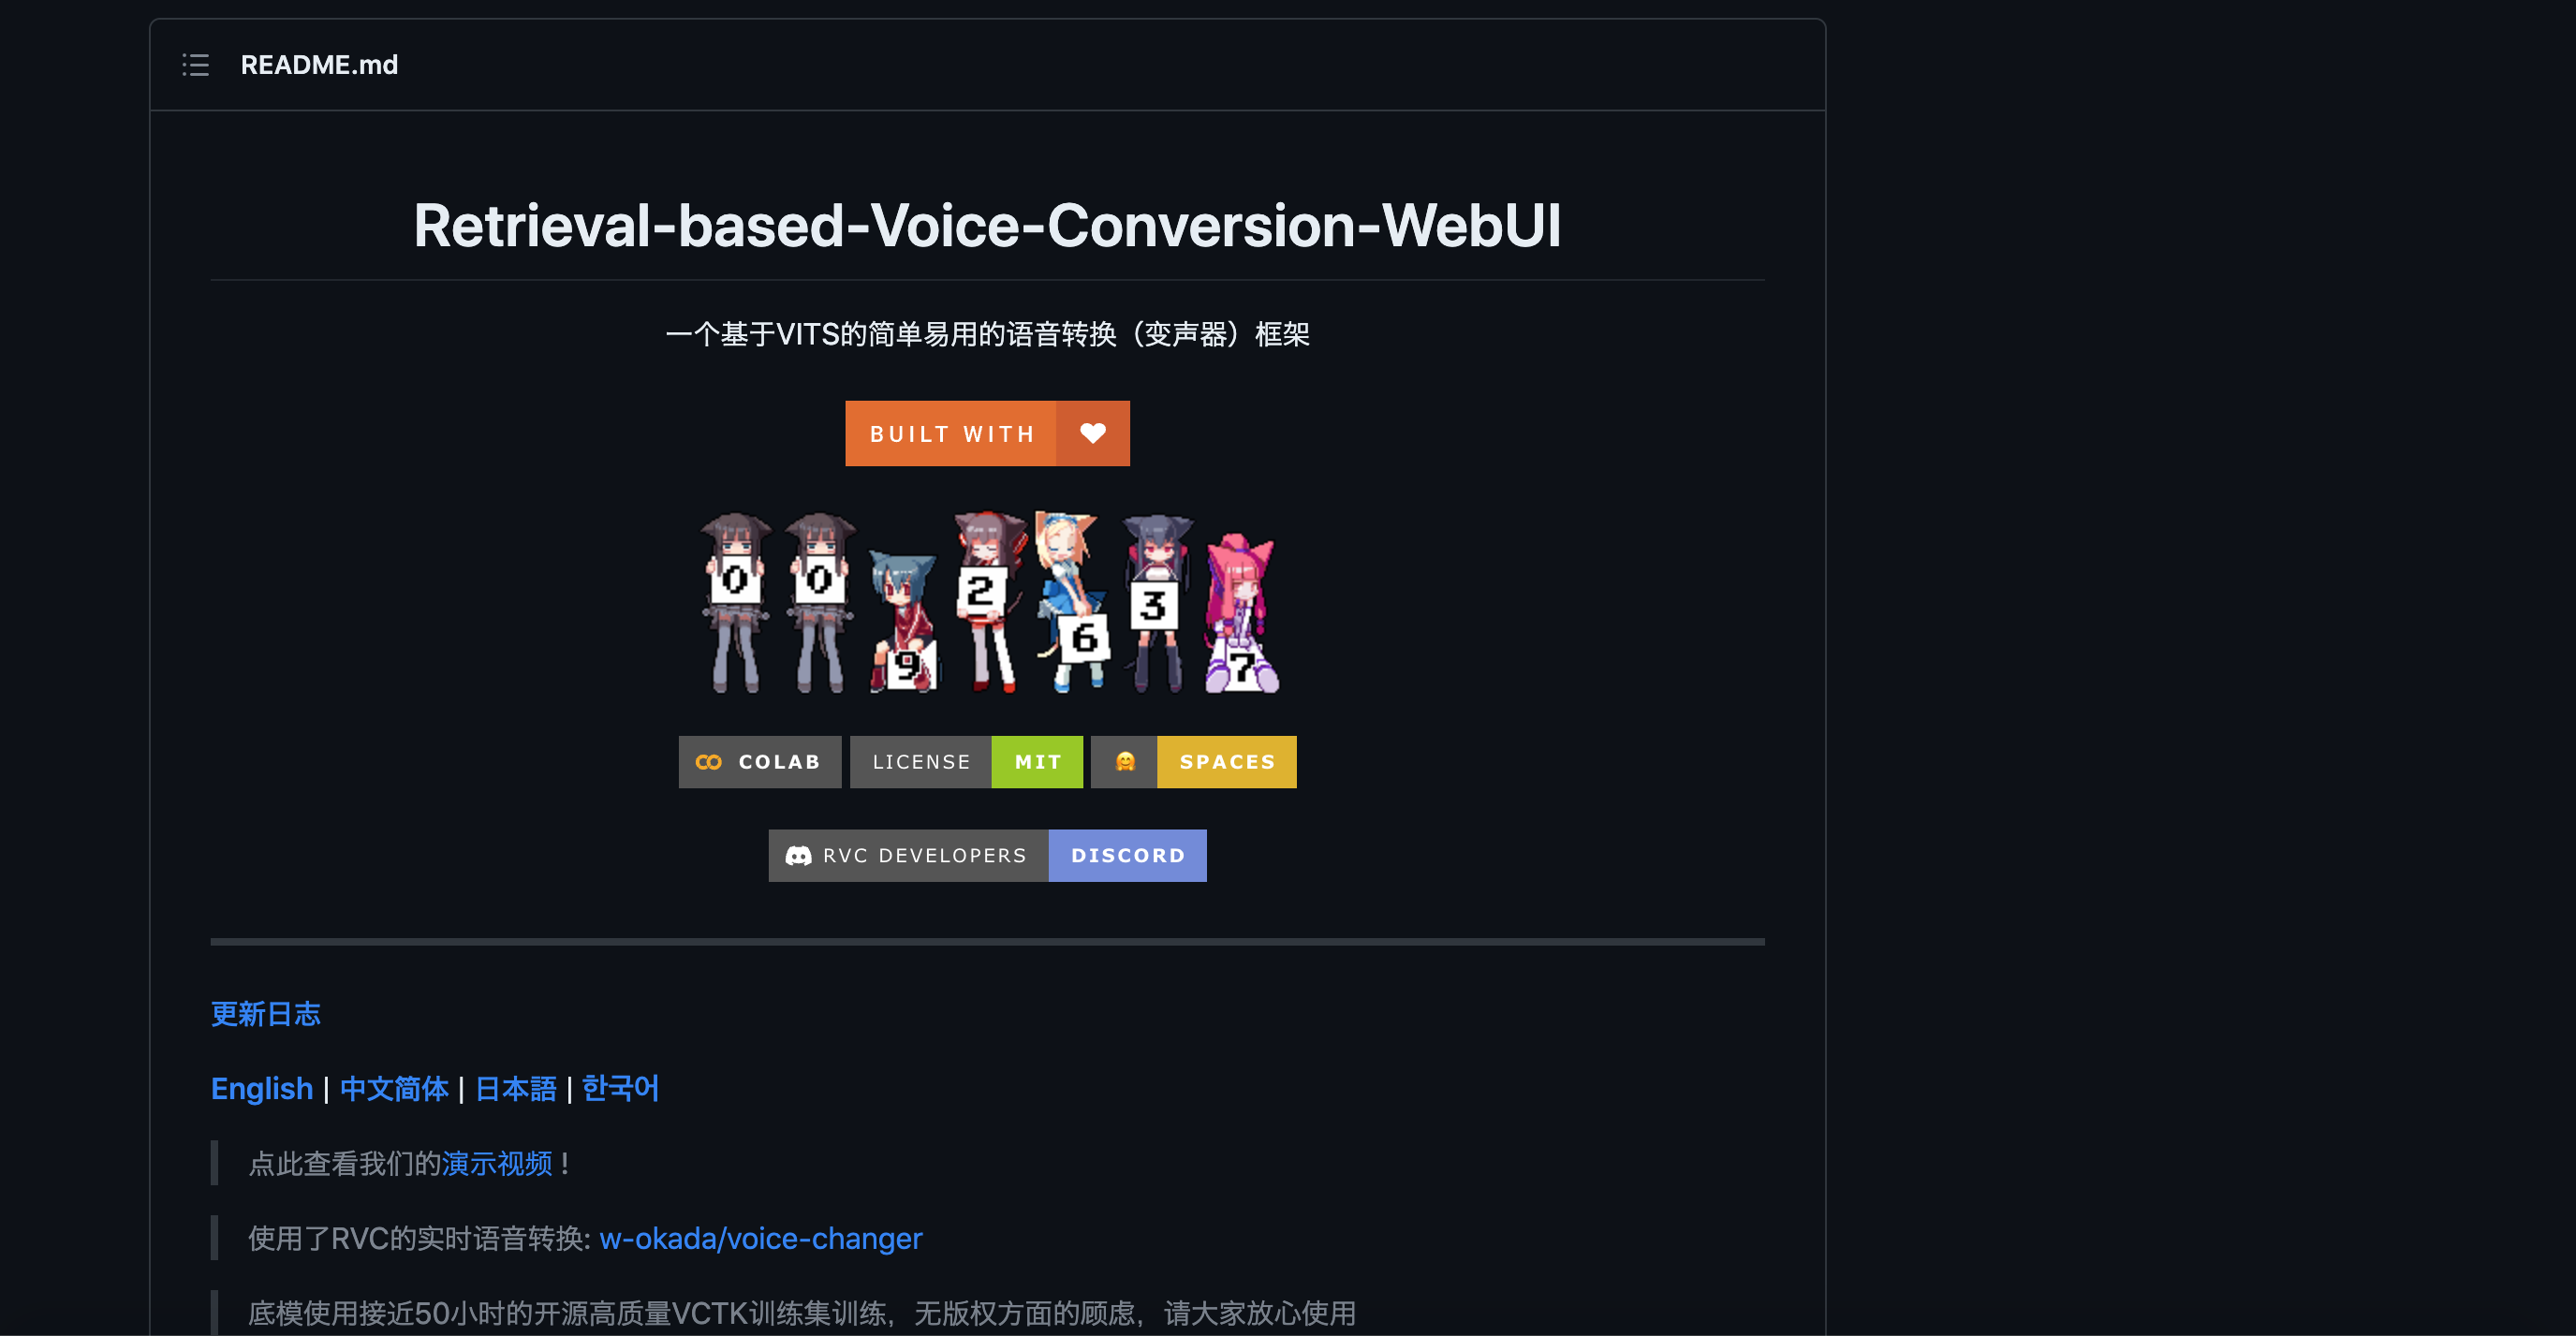 README.md
Retrieval-based-Voice-Conversion-WebUI
一个基于VITS的简单易用的语音转换（变声器）框架
BUILT WITH
0 0 9 2 6 3 7
COLAB LICENSE MIT SPACES
RVC DEVELOPERS DISCORD
更新日志
English | 中文简体 | 日本語 | 한국어
点此查看我们的演示视频 !
使用了RVC的实时语音转换: w-okada/voice-changer
底模使用接近50小时的开源高质量VCTK训练集训练，无版权方面的顾虑，请大家放心使用